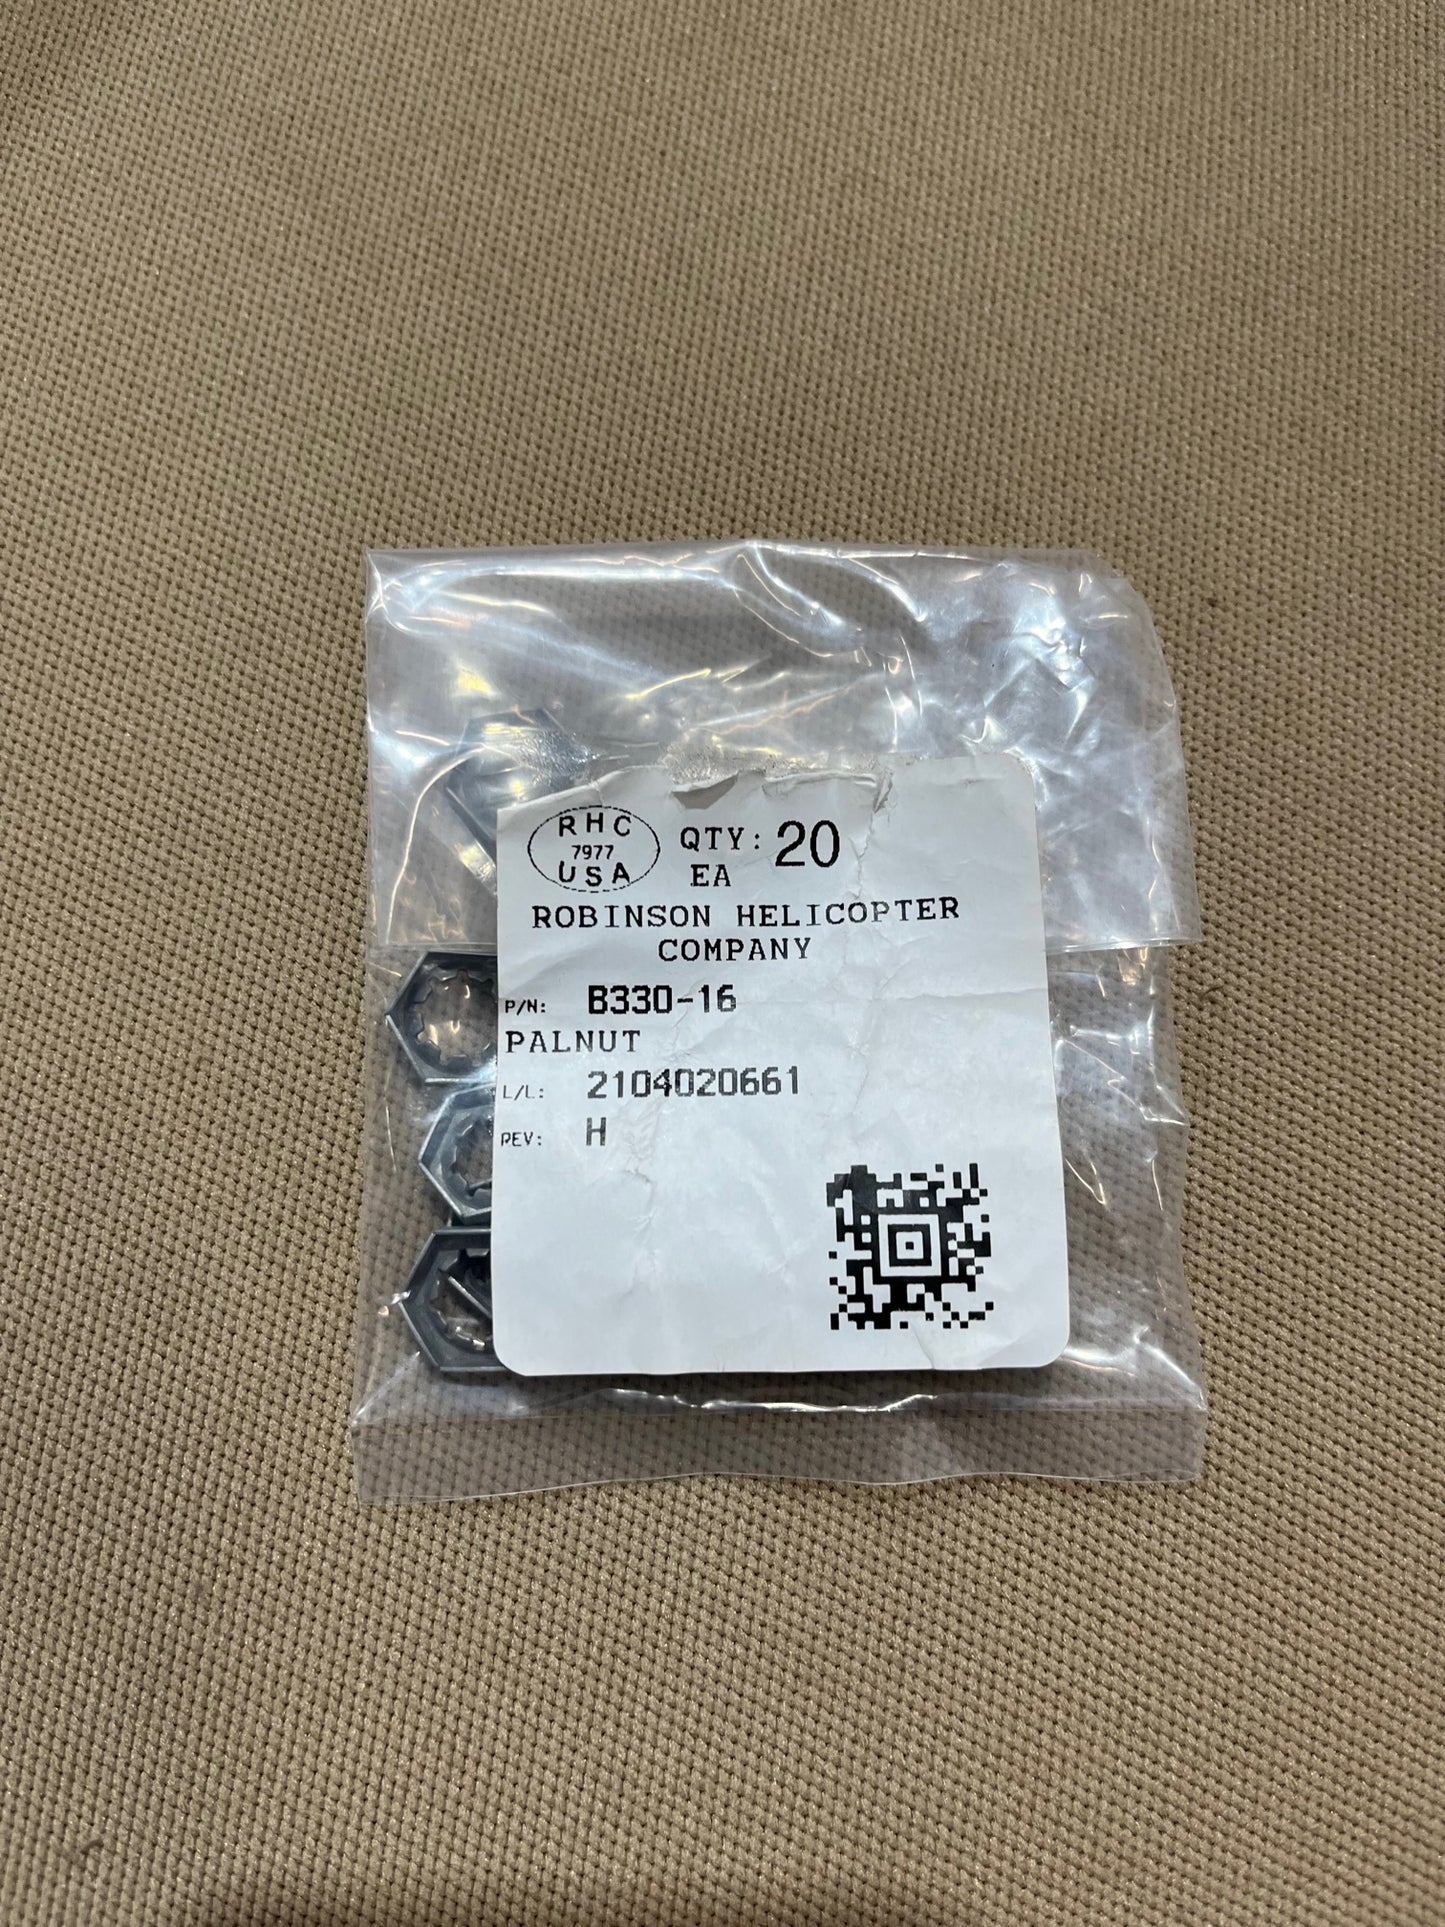 RHC
7977
USA
QTY: 20
EA
ROBINSON HELICOPTER
COMPANY
P/N: B330-16
PALNUT
L/L: 2104020661
REV: H